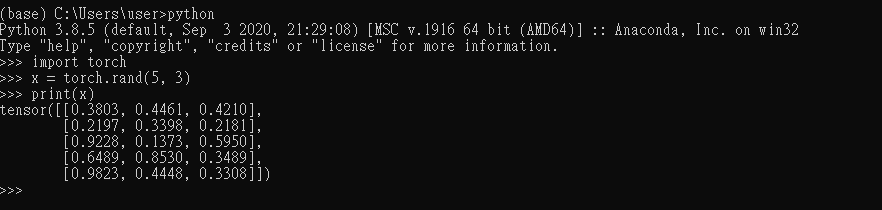 (base) C:\Users\user>python
Python 3.8.5 (default, Sep  3 2020, 21:29:08) [MSC v.1916 64 bit (AMD64)] :: Anaconda, Inc. on win32
Type "help", "copyright", "credits" or "license" for more information.
>>> import torch
>>> x = torch.rand(5, 3)
>>> print(x)
tensor([[0.3803, 0.4461, 0.4210],
        [0.2197, 0.3398, 0.2181],
        [0.9228, 0.1373, 0.5950],
        [0.6489, 0.8530, 0.3489],
        [0.9823, 0.4448, 0.3308]])
>>>